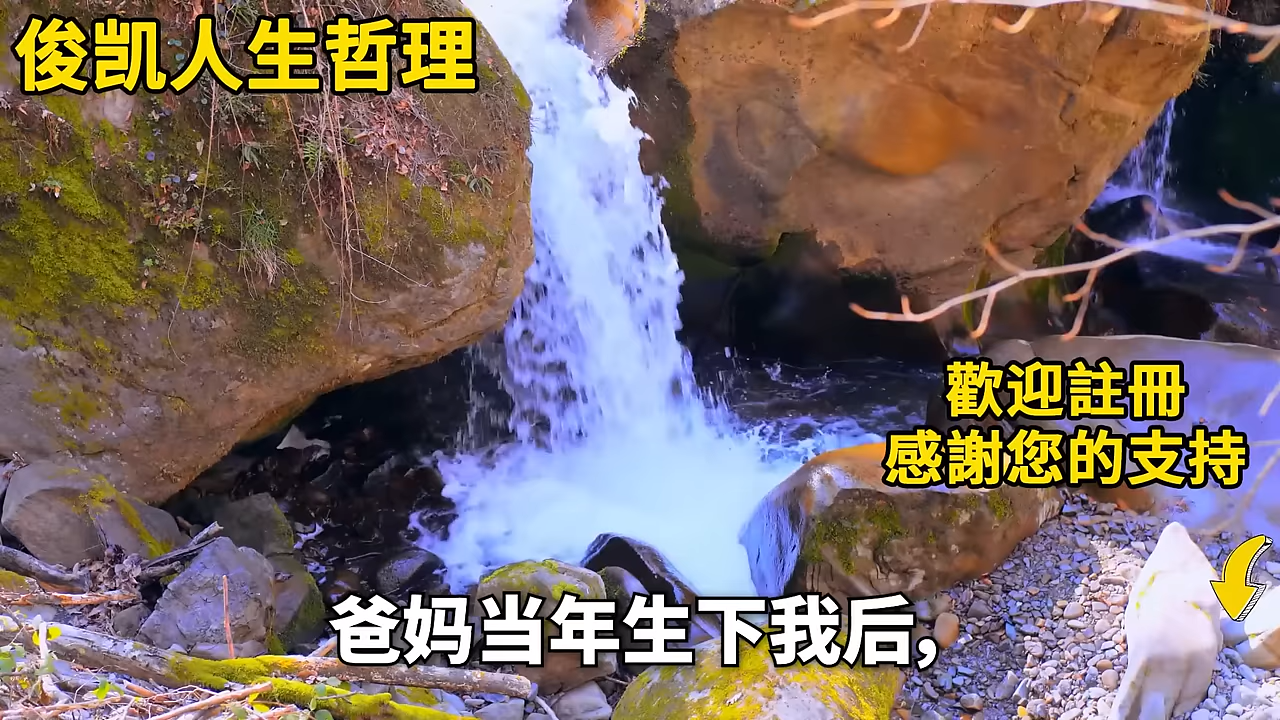 俊凯人生哲理
歡迎註冊
感謝您的支持
爸妈当年生下我后,